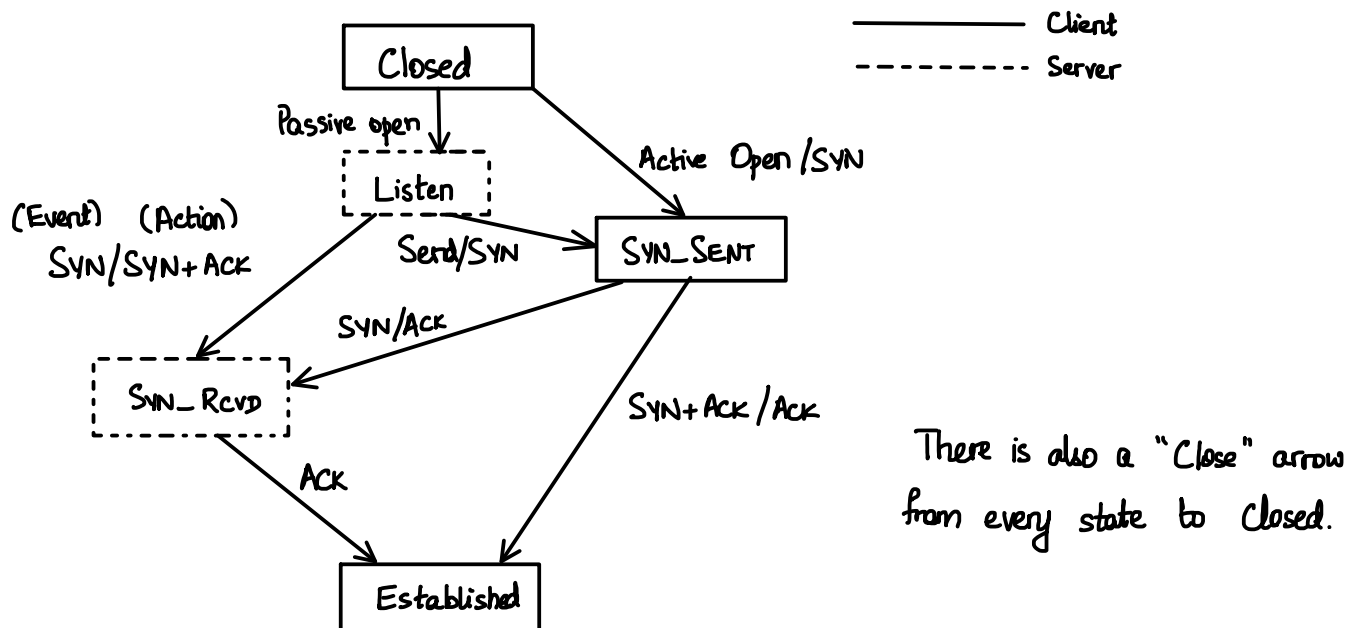 Client
Server
Closed
Passive open
Active Open/SYN
Listen
(Event) (Action)
SYN/SYN+ACK
Send/SYN
SYN_SENT
SYN/ACK
SYN_RCVD
SYN+ACK/ACK
ACK
There is also a "Close" arrow
from every state to Closed.
Established